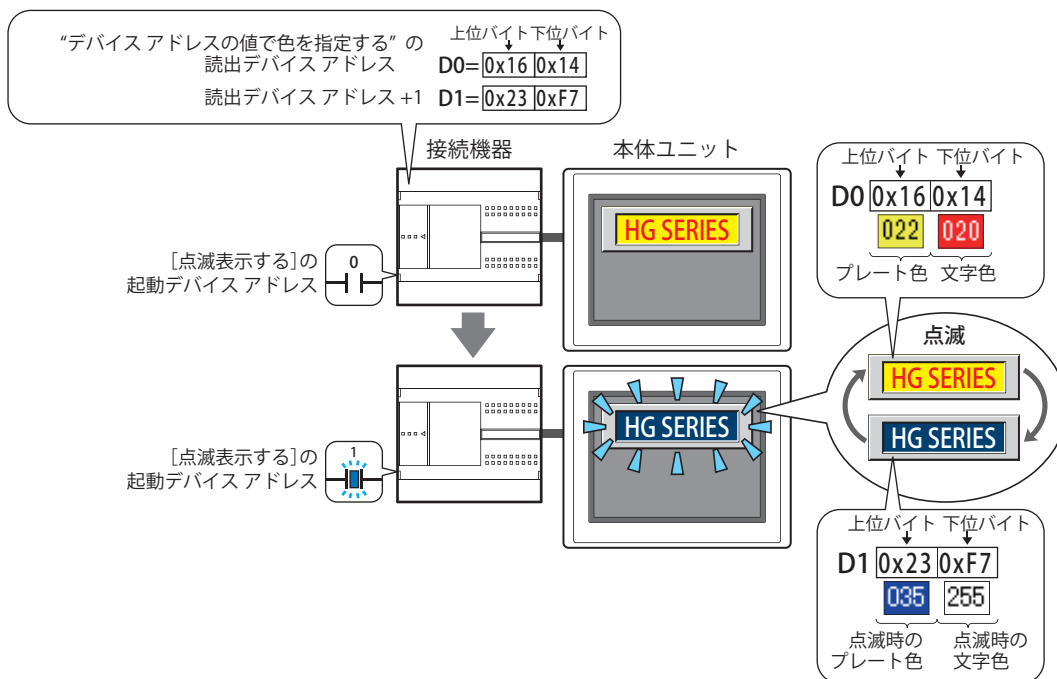 “デバイス アドレスの値で色を指定する” の
読出デバイス アドレス
上位バイト 下位バイト
D0= 0x16 0x14
読出デバイス アドレス +1
D1= 0x23 0xF7
接続機器
本体ユニット
HG SERIES
[点滅表示する]の
起動デバイス アドレス
0
上位バイト 下位バイト
D0 0x16 0x14
022 020
プレート色 文字色
点滅
HG SERIES
HG SERIES
HG SERIES
[点滅表示する]の
起動デバイス アドレス
1
上位バイト 下位バイト
D1 0x23 0xF7
035 255
点滅時の
プレート色
点滅時の
文字色